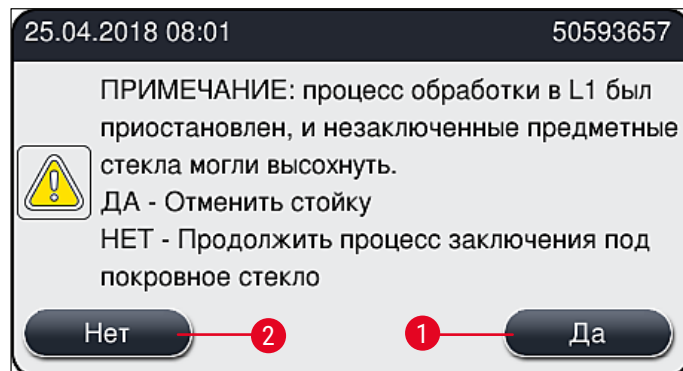 25.04.2018 08:01 50593657
ПРИМЕЧАНИЕ: процесс обработки в L1 был
приостановлен, и незаключенные предметные
стекла могли высохнуть.
ДА - Отменить стойку
НЕТ - Продолжить процесс заключения под
покровное стекло
Нет 2 1 Да